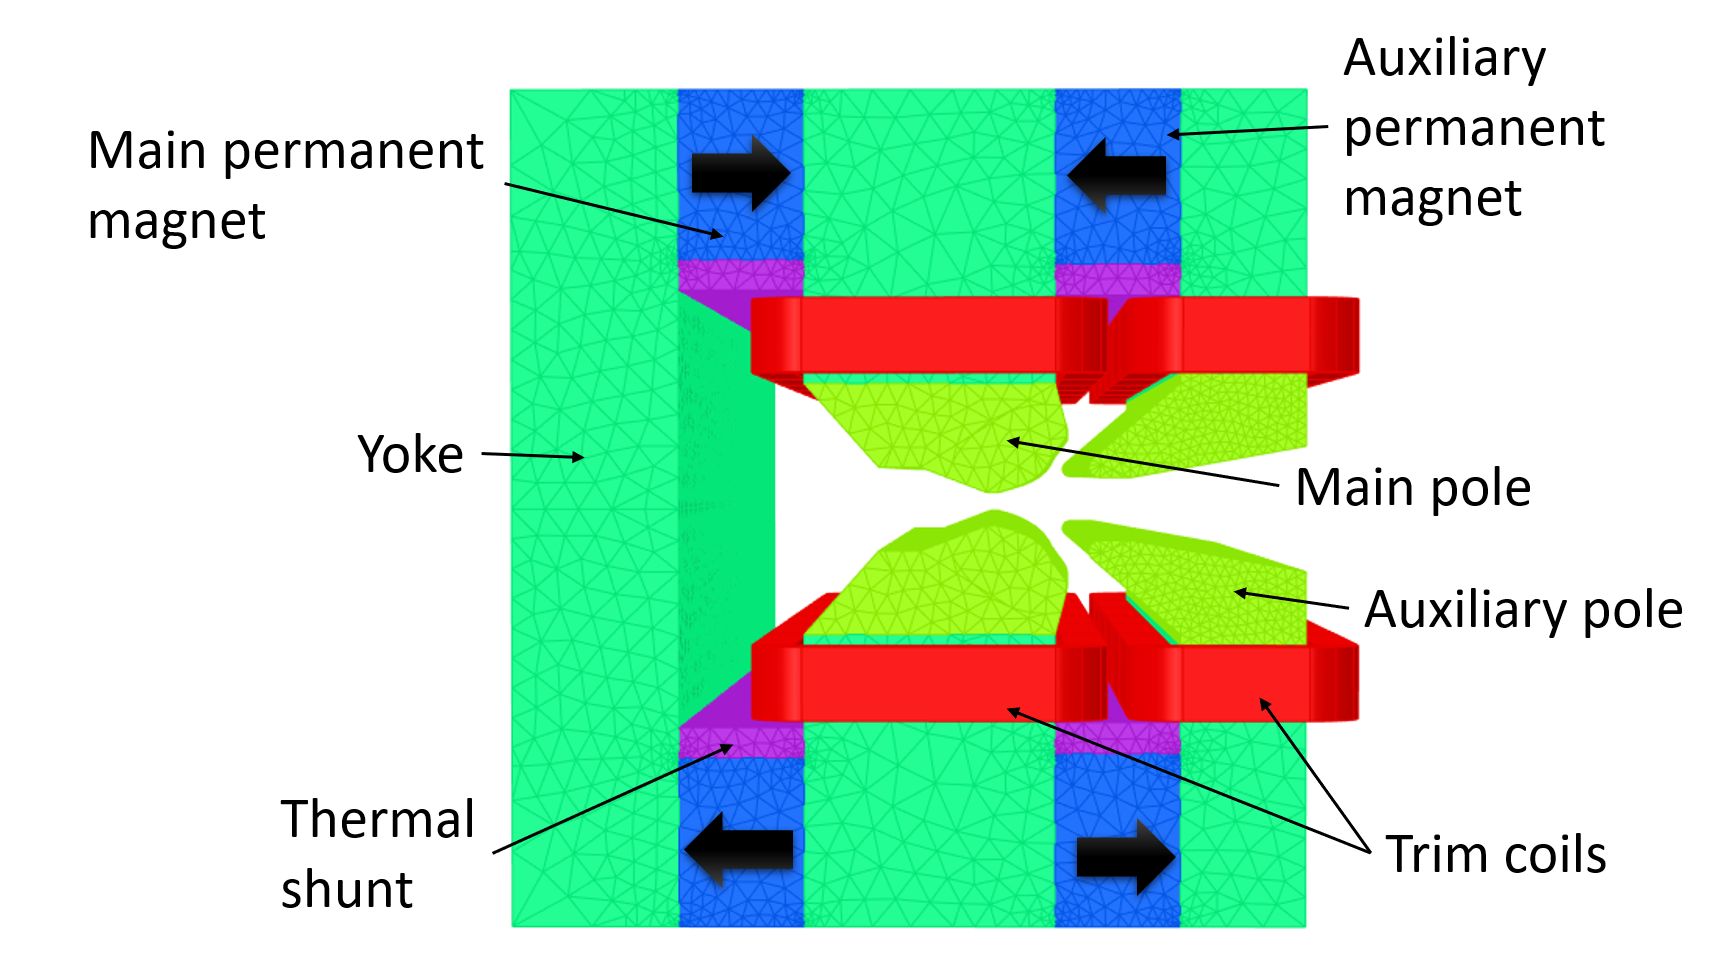 Auxiliary
permanent
magnet
Main permanent
magnet
Yoke
Main pole
Auxiliary pole
Thermal
shunt
Trim coils